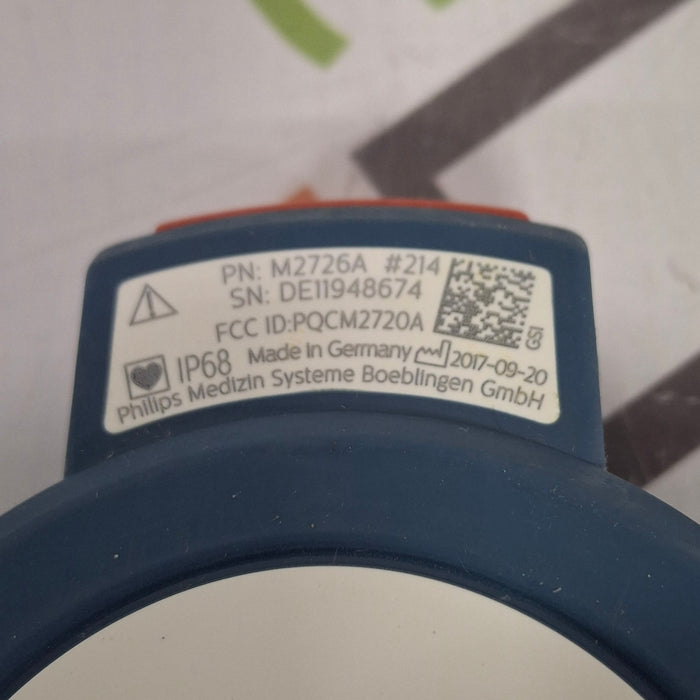 PN: M2726A #214
SN: DE11948674
FCC ID:PQCM2720A
IP68 Made In Germany 2017-09-20
Philips Medizin Systeme Boeblingen GmbH
GS1